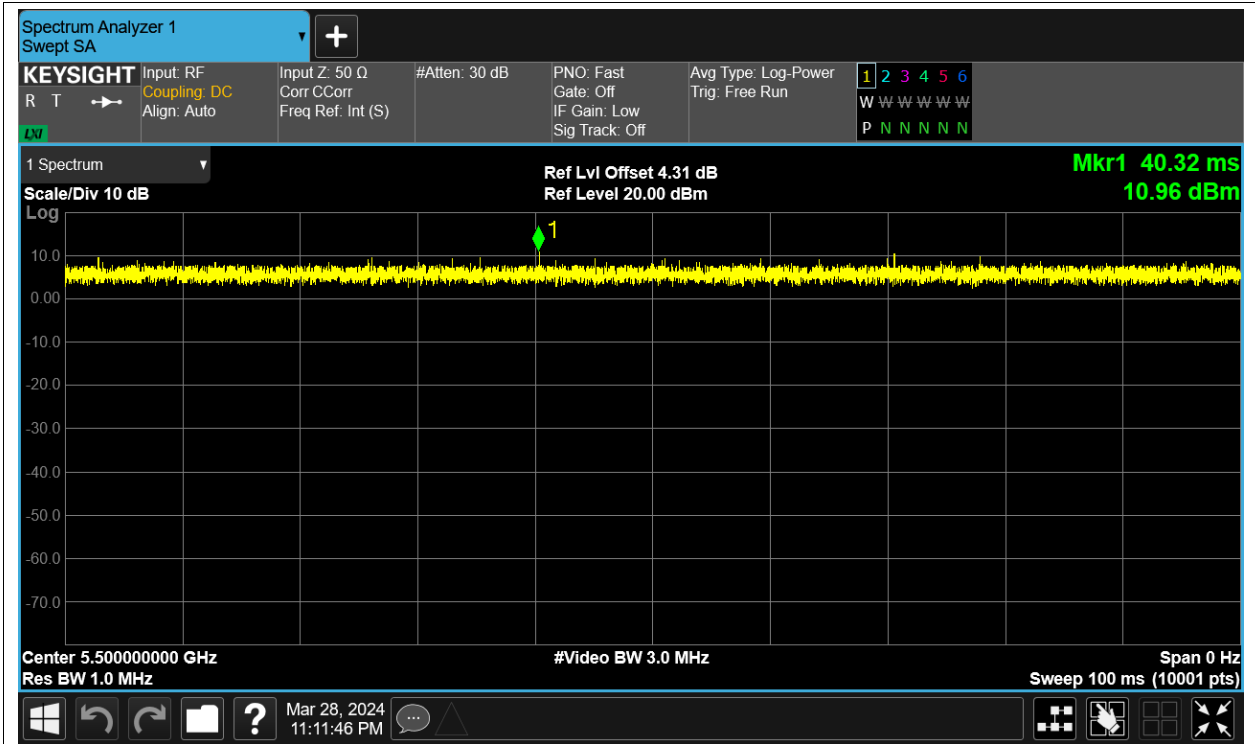 Spectrum Analyzer 1
Swept SA
KEYSIGHT
R T
LXI
Input: RF
Coupling: DC
Align: Auto
Input Z: 50 Ω
Corr CCorr
Freq Ref: Int (S)
#Atten: 30 dB
PNO: Fast
Gate: Off
IF Gain: Low
Sig Track: Off
Avg Type: Log-Power
Trig: Free Run
1 2 3 4 5 6
W W W W W W
P N N N N N
1 Spectrum
Scale/Div 10 dB
Log
Ref Lvl Offset 4.31 dB
Ref Level 20.00 dBm
Mkr1 40.32 ms
10.96 dBm
1
10.0
0.00
-10.0
-20.0
-30.0
-40.0
-50.0
-60.0
-70.0
Center 5.500000000 GHz
Res BW 1.0 MHz
#Video BW 3.0 MHz
Span 0 Hz
Sweep 100 ms (10001 pts)
?
Mar 28, 2024
11:11:46 PM